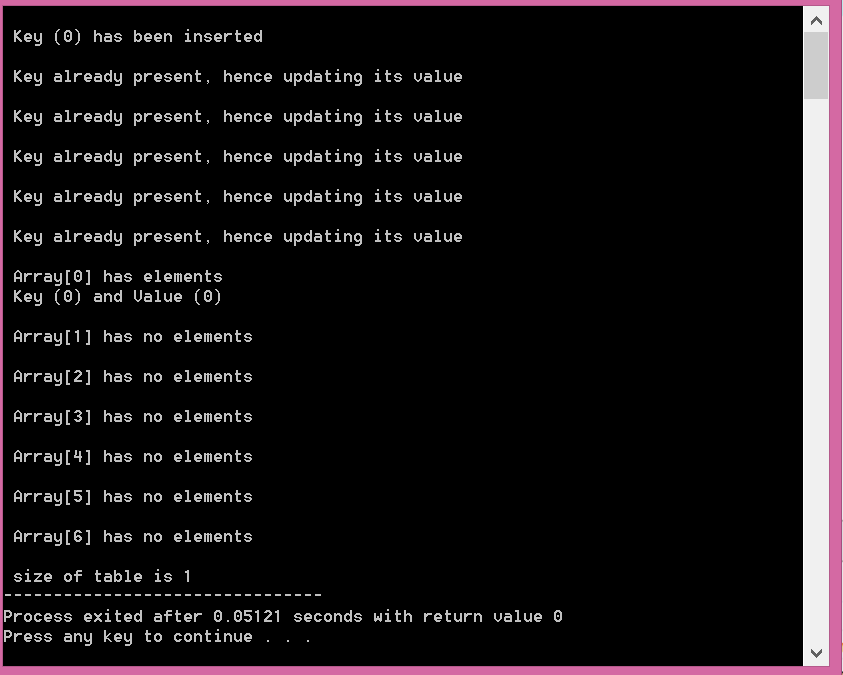 Key (0) has been inserted
Key already present, hence updating its value
Key already present, hence updating its value
Key already present, hence updating its value
Key already present, hence updating its value
Key already present, hence updating its value
Array[0] has elements
Key (0) and Value (0)
Array[1] has no elements
Array[2] has no elements
Array[3] has no elements
Array[4] has no elements
Array[5] has no elements
Array[6] has no elements
size of table is 1
--------------------------------
Process exited after 0.05121 seconds with return value 0
Press any key to continue . . .